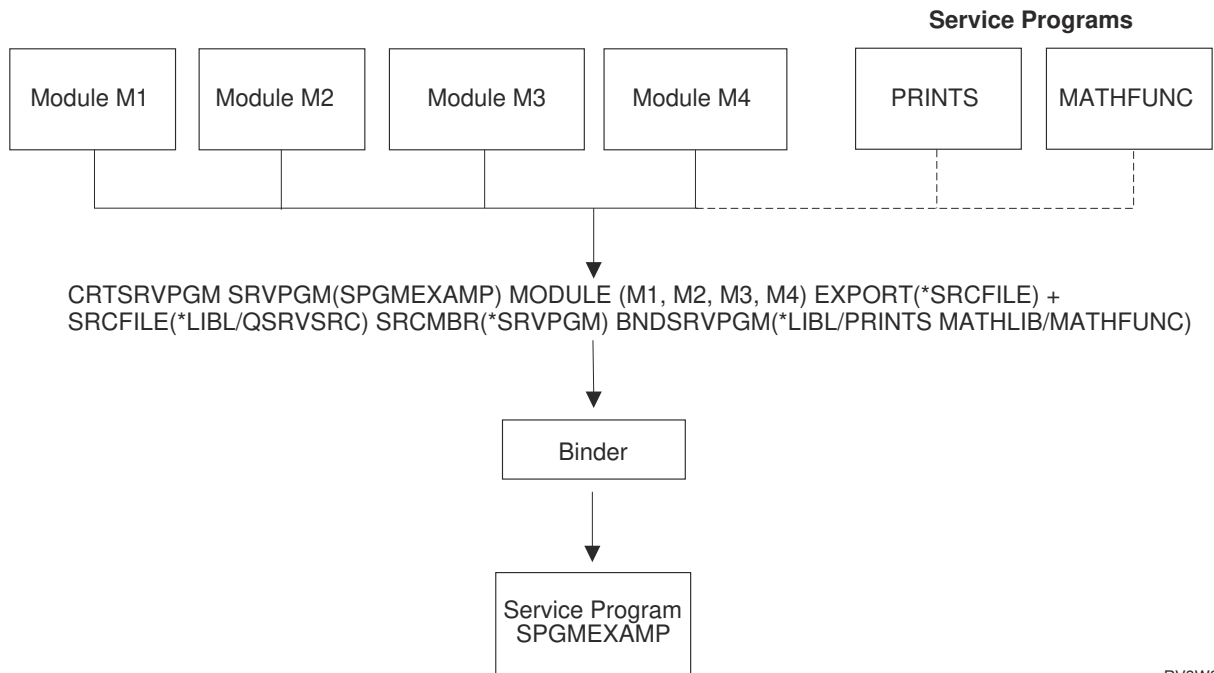 Service Programs
Module M1
Module M2
Module M3
Module M4
PRINTS
MATHFUNC
CRTSRVPGM SRVPGM(SPGMEXAMP) MODULE (M1, M2, M3, M4) EXPORT(*SRCFILE) +
SRCFILE(*LIBL/QSRVSRC) SRCMBR(*SRVPGM) BNDSRVPGM(*LIBL/PRINTS MATHLIB/MATHFUNC)
Binder
Service Program
SPGMEXAMP